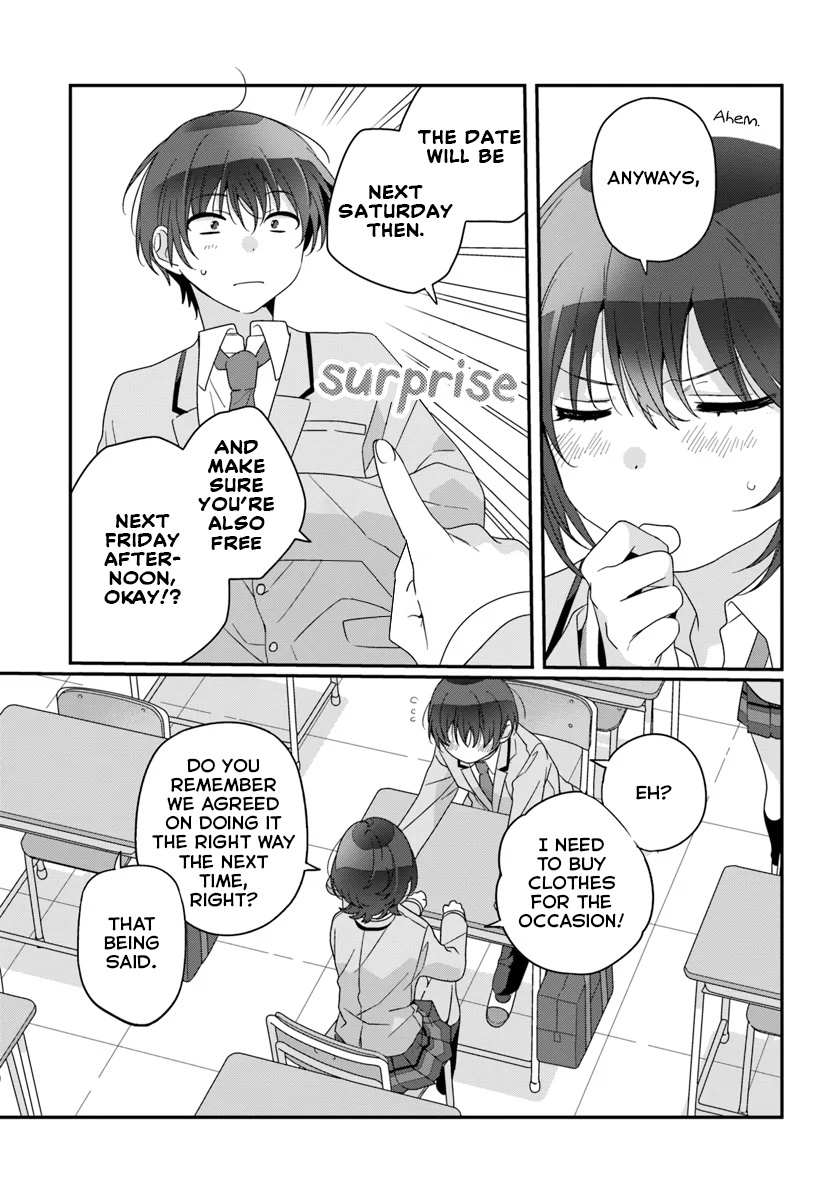 Ahem.
ANYWAYS,
THE DATE
WILL BE
NEXT
SATURDAY
THEN.
surprise
AND
MAKE
SURE
YOU'RE
ALSO
FREE
NEXT
FRIDAY
AFTER-
NOON,
OKAY!?
EH?
I NEED
TO BUY
CLOTHES
FOR THE
OCCASION!
DO YOU
REMEMBER
WE AGREED
ON DOING IT
THE RIGHT WAY
THE NEXT
TIME,
RIGHT?
THAT
BEING
SAID.